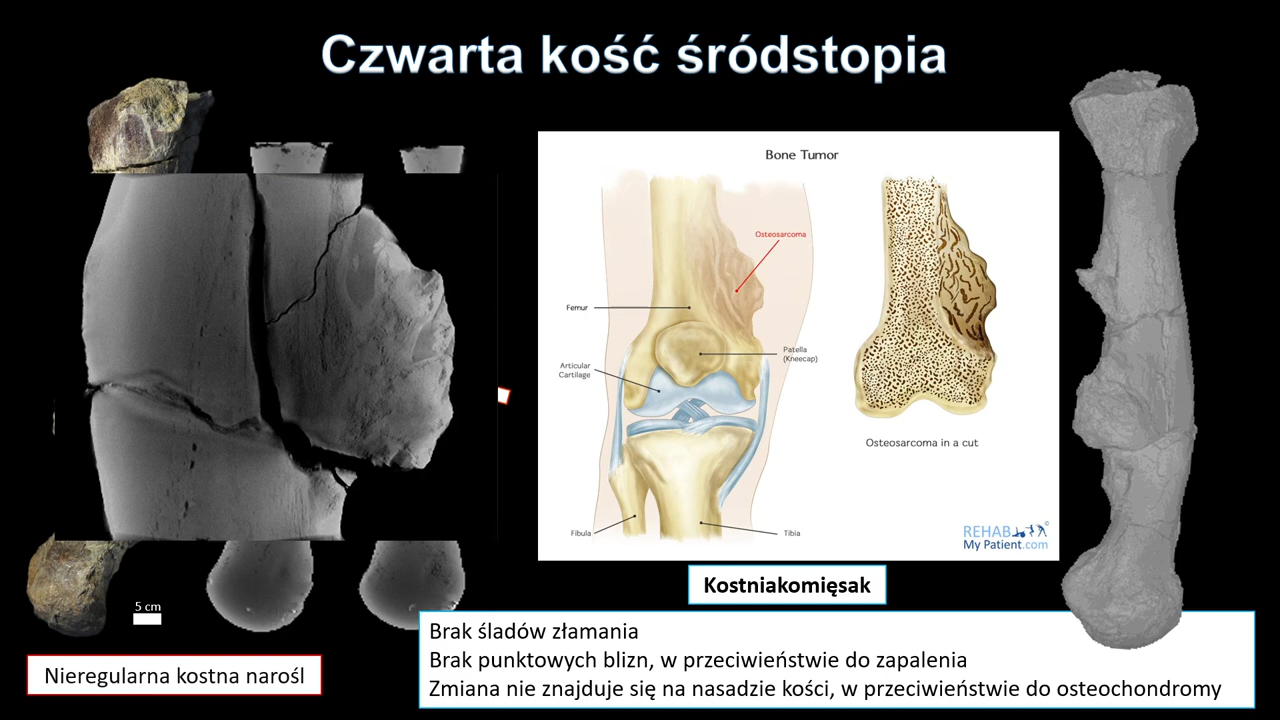 Czwarta kość śródstopia
Bone Tumor
Osteosarcoma
Femur
Patella
(Kneecap)
Articular
Cartilage
Osteosarcoma in a cut
Fibula
Tibia
REHAB
My Patient.com
©
Kostniakomięsak
5 cm
Brak śladów złamania
Brak punktowych blizn, w przeciwieństwie do zapalenia
Zmiana nie znajduje się na nasadzie kości, w przeciwieństwie do osteochondromy
Nieregularna kostna narośl